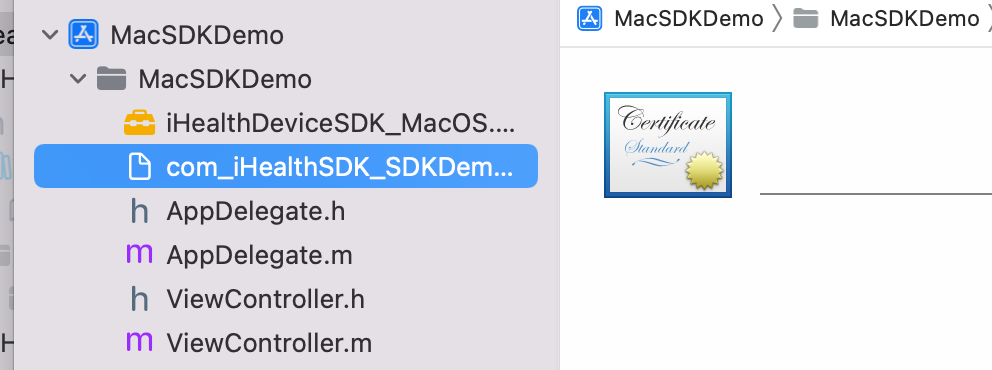 MacSDKDemo
MacSDKDemo
iHealthDeviceSDK_MacOS....
com_iHealthSDK_SDKDem...
AppDelegate.h
AppDelegate.m
ViewController.h
ViewController.m
MacSDKDemo 〉 MacSDKDemo
Certificate
Standard